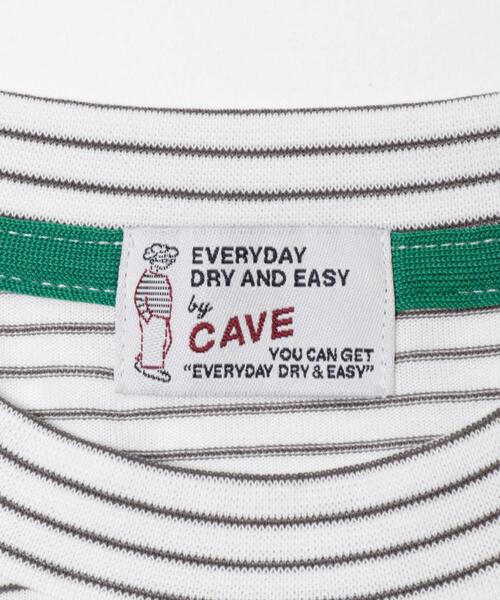 EVERYDAY
DRY AND EASY
by
CAVE
YOU CAN GET
"EVERYDAY DRY & EASY"